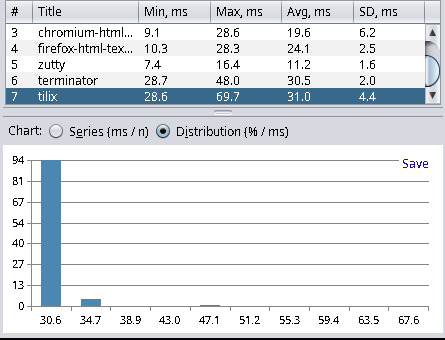 # Title Min, ms Max, ms Avg, ms SD, ms
3 chromium-html... 9.1 28.6 19.6 6.2
4 firefox-html-tex... 10.3 28.3 24.1 2.5
5 zutty 7.4 16.4 11.2 1.6
6 terminator 28.7 48.0 30.5 2.0
7 tilix 28.6 69.7 31.0 4.4
Chart: Series (ms / n) Distribution (% / ms)
Save
94
81
67
54
40
27
13
0
30.6 34.7 38.9 43.0 47.1 51.2 55.3 59.4 63.5 67.6